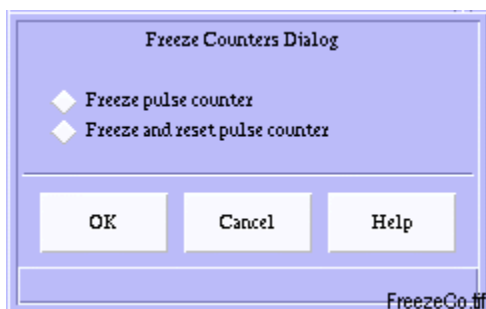 Freeze Counters Dialog
Freeze pulse counter
Freeze and reset pulse counter
OK Cancel Help
FreezeCo.tif